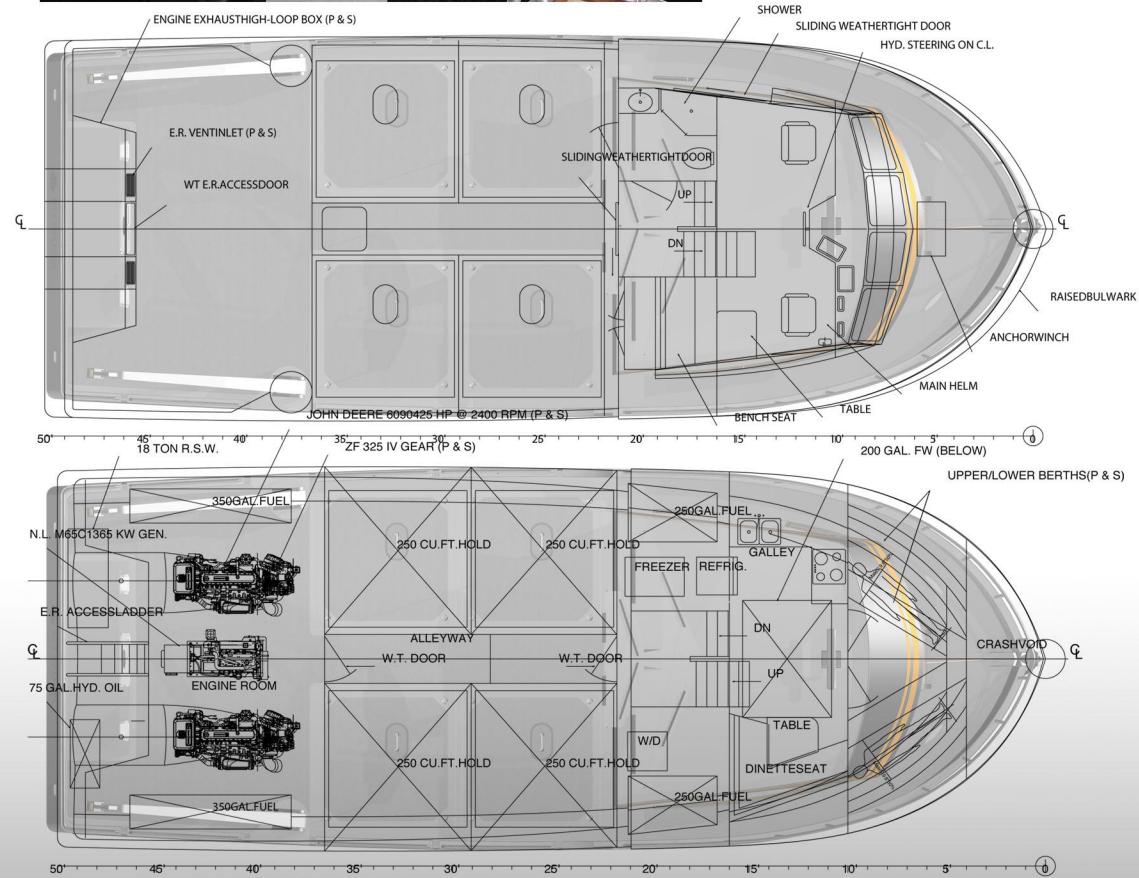 SHOWER
ENGINE EXHAUSTHIGH-LOOP BOX (P & S)
SLIDING WEATHERTIGHT DOOR
HYD. STEERING ON C.L.
E.R. VENTINLET (P & S)
SLIDINGWEATHERTIGHTDOOR
WT E.R.ACCESSDOOR
UP
℄
℄
DN
RAISEDBULWARK
ANCHORWINCH
MAIN HELM
TABLE
BENCH SEAT
JOHN DEERE 6090425 HP @ 2400 RPM (P & S)
50' 45' 40' 35' 30' 25' 20' 15' 10' 5' 0
18 TON R.S.W.
ZF 325 IV GEAR (P & S)
200 GAL. FW (BELOW)
UPPER/LOWER BERTHS(P & S)
350GAL.FUEL
250GAL.FUEL
N.L. M65C1365 KW GEN.
250 CU.FT.HOLD
250 CU.FT.HOLD
GALLEY
FREEZER
REFRIG.
E.R. ACCESSLADDER
DN
ALLEYWAY
CRASHVOID
℄
W.T. DOOR
W.T. DOOR
℄
UP
75 GAL.HYD. OIL
ENGINE ROOM
TABLE
W/D
250 CU.FT.HOLD
250 CU.FT.HOLD
DINETTESEAT
350GAL.FUEL
250GAL.FUEL
50' 45' 40' 35' 30' 25' 20' 15' 10' 5' 0